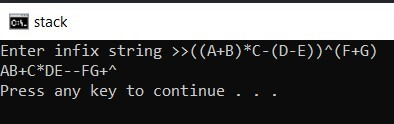 stack
Enter infix string >>((A+B)*C-(D-E))^(F+G)
AB+C*DE--FG+^
Press any key to continue . . .